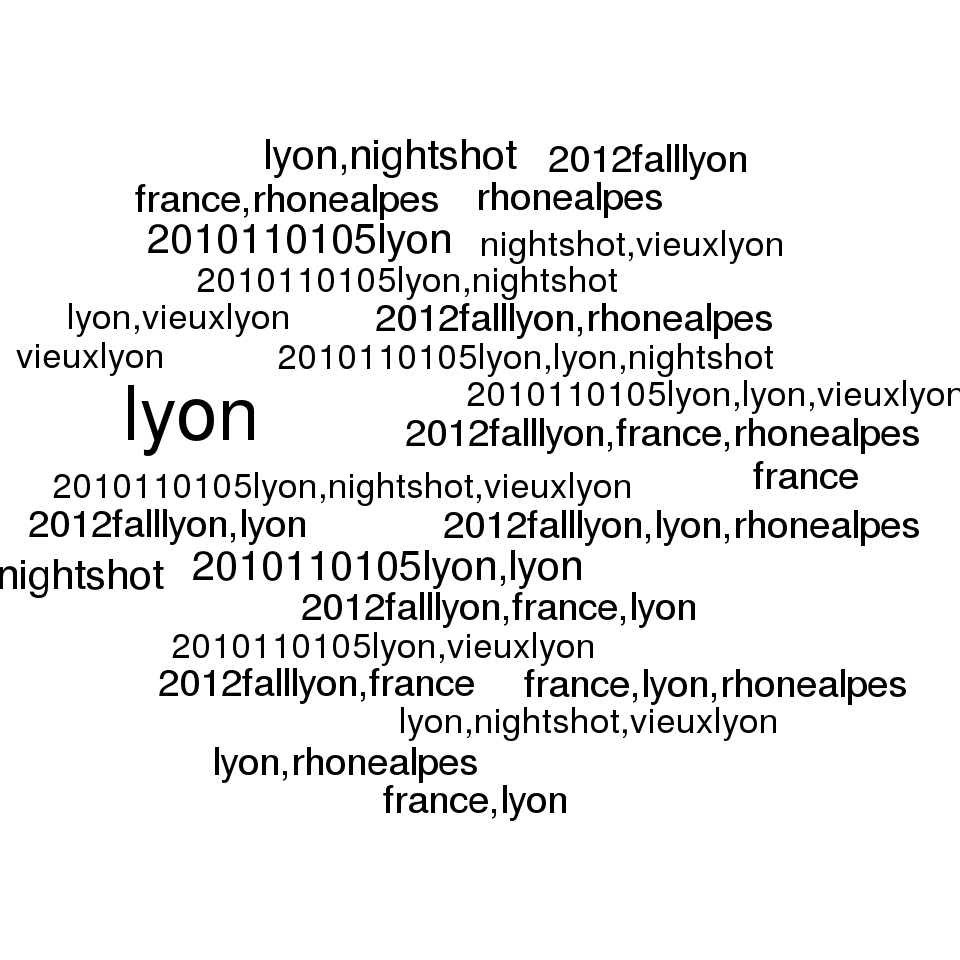 lyon,nightshot 2012falllyon
france,rhonealpes rhonealpes
2010110105lyon nightshot,vieuxlyon
2010110105lyon,nightshot
lyon,vieuxlyon 2012falllyon,rhonealpes
vieuxlyon 2010110105lyon,lyon,nightshot
2010110105lyon,lyon,vieuxlyon
lyon 2012falllyon,france,rhonealpes
france
2010110105lyon,nightshot,vieuxlyon
2012falllyon,lyon 2012falllyon,lyon,rhonealpes
nightshot 2010110105lyon,lyon
2012falllyon,france,lyon
2010110105lyon,vieuxlyon
2012falllyon,france france,lyon,rhonealpes
lyon,nightshot,vieuxlyon
lyon,rhonealpes
france,lyon